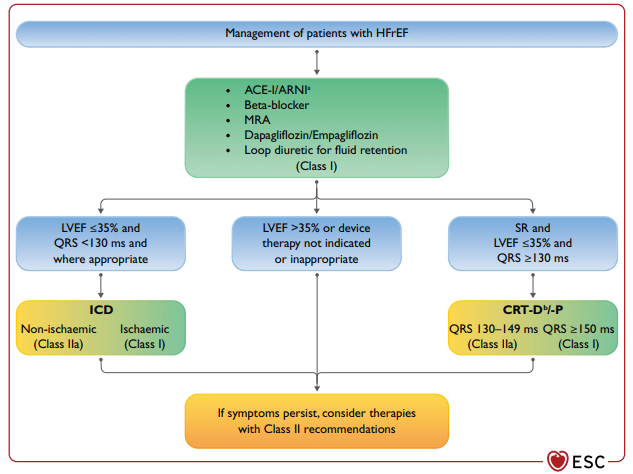 Management of patients with HFrEF
• ACE-I/ARNIᵃ
• Beta-blocker
• MRA
• Dapagliflozin/Empagliflozin
• Loop diuretic for fluid retention
(Class I)
LVEF ≤35% and
QRS <130 ms and
where appropriate
LVEF >35% or device
therapy not indicated
or inappropriate
SR and
LVEF ≤35% and
QRS ≥130 ms
ICD
Non-ischaemic
(Class IIa)
Ischaemic
(Class I)
CRT-Dᵇ/-P
QRS 130–149 ms
(Class IIa)
QRS ≥150 ms
(Class I)
If symptoms persist, consider therapies
with Class II recommendations
ESC